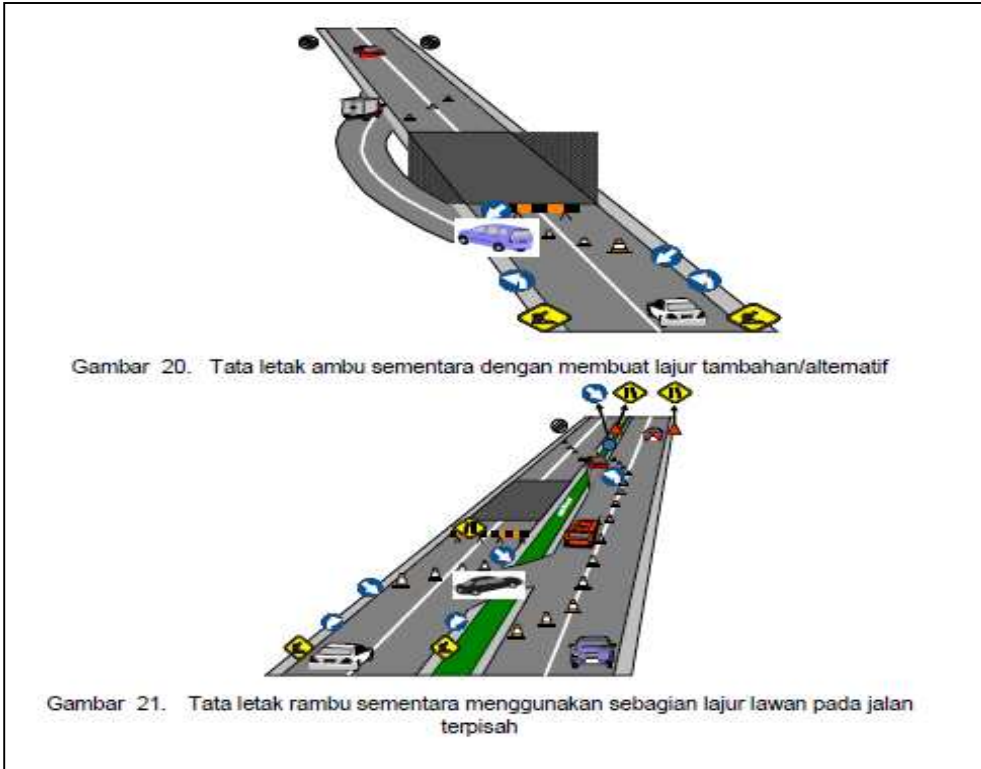 Gambar 20. Tata letak ambu sementara dengan membuat lajur tambahan/alternatif
Gambar 21. Tata letak rambu sementara menggunakan sebagian lajur lawan pada jalan
terpisah